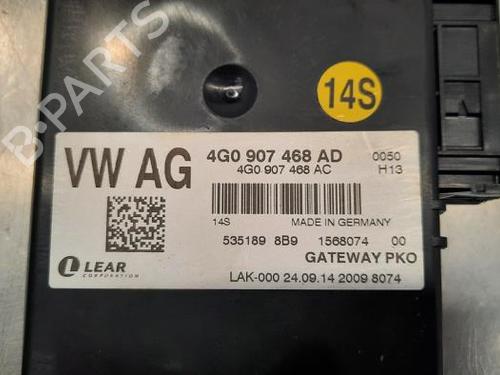 14S
VW AG
4G0 907 468 AD 0050
4G0 907 468 AC H13
14S MADE IN GERMANY
535189 8B9 1568074 00
GATEWAY PKO
LEAR
CORPORATION
LAK-000 24.09.14 2009 8074
B-PARTS